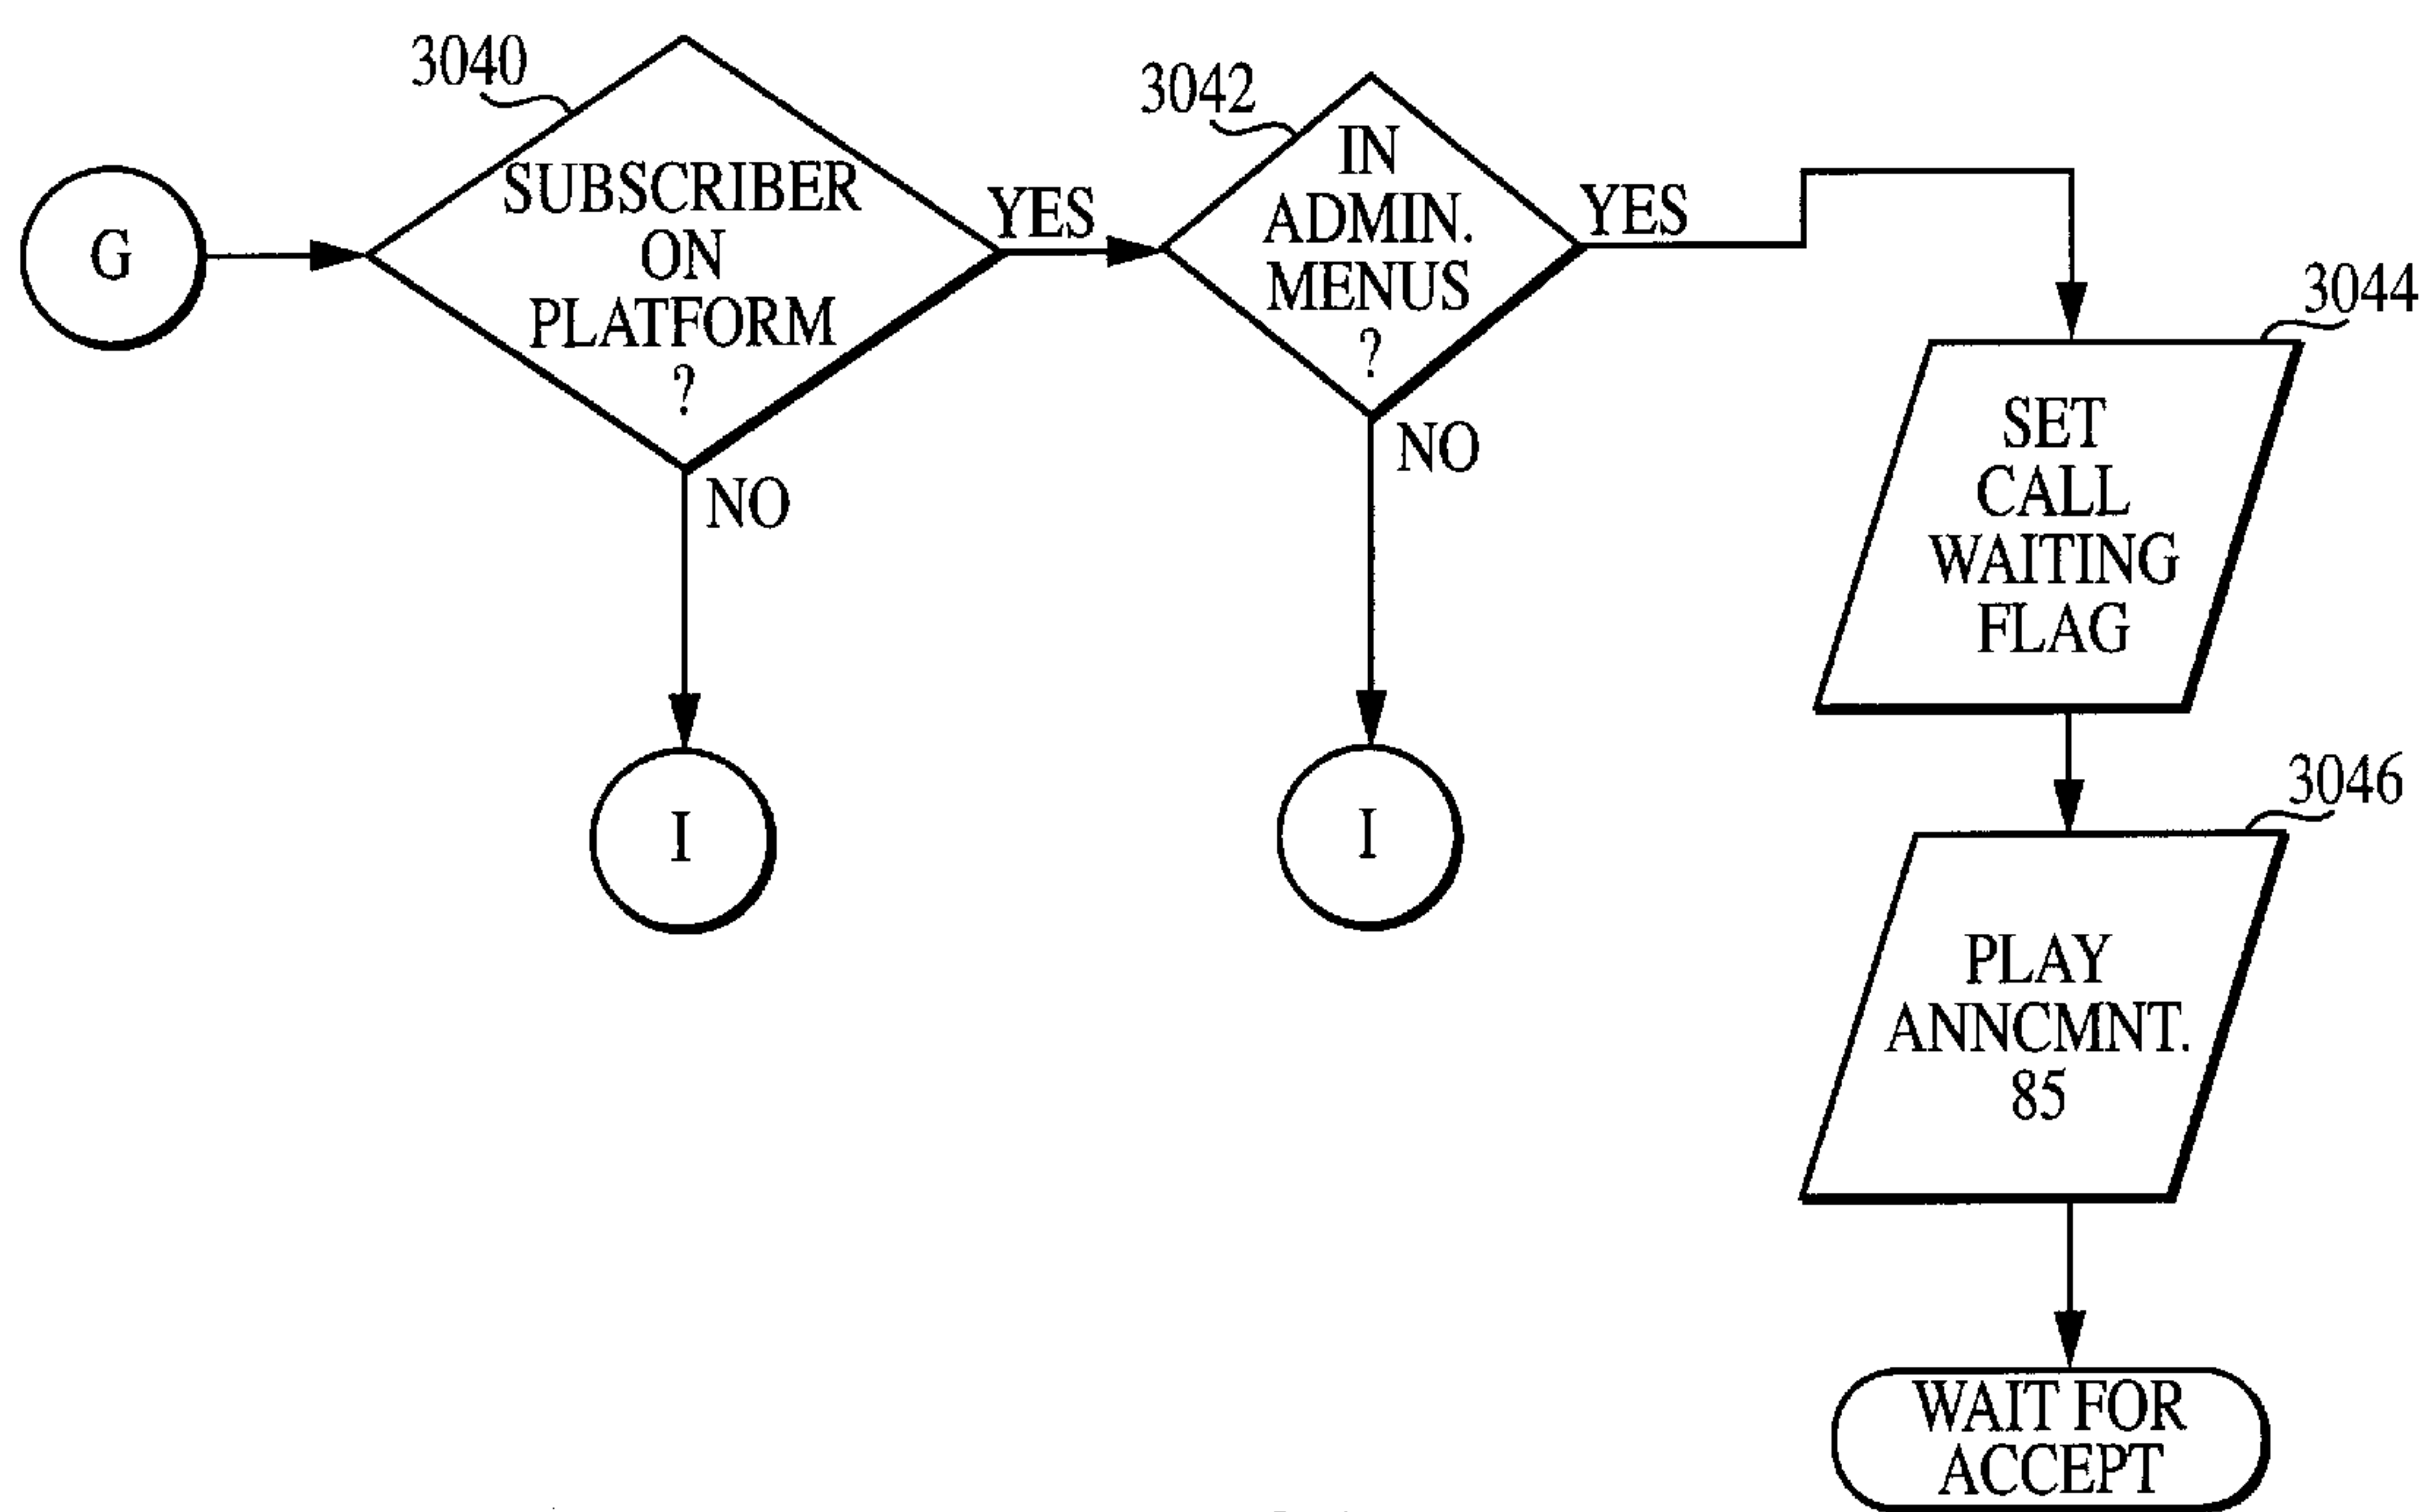 3040
3042
G
SUBSCRIBER
ON
PLATFORM
?
YES
NO
I
IN
ADMIN.
MENUS
?
YES
NO
I
3044
SET
CALL
WAITING
FLAG
3046
PLAY
ANNCMNT.
85
WAIT FOR
ACCEPT